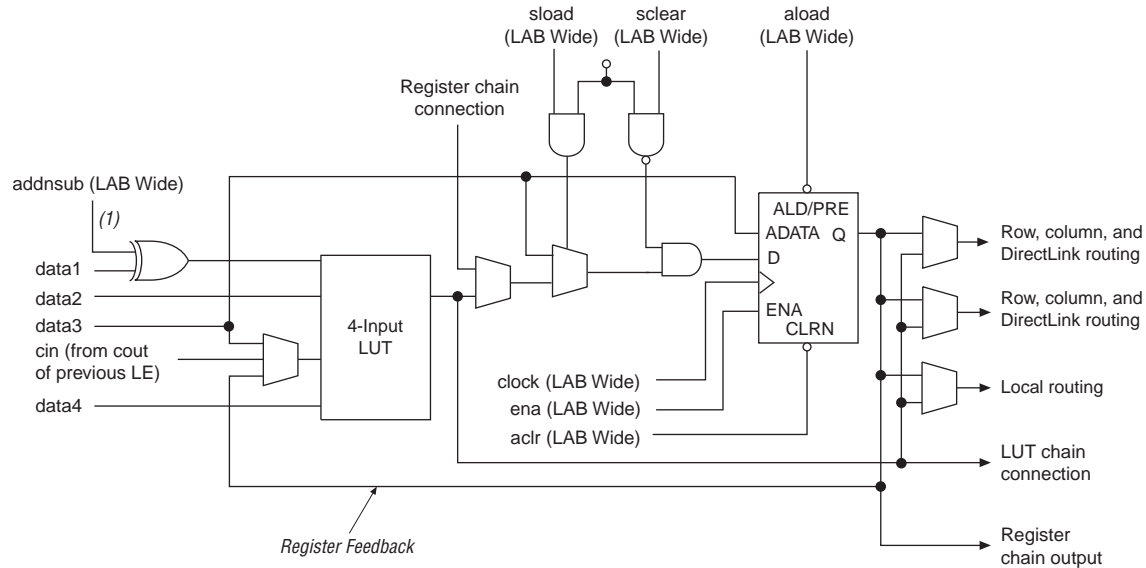 sload
(LAB Wide)
sclear
(LAB Wide)
aload
(LAB Wide)
Register chain
connection
addnsub (LAB Wide)
(1)
data1
data2
data3
cin (from cout
of previous LE)
data4
4-Input
LUT
ALD/PRE
ADATA
Q
D
ENA
CLRN
clock (LAB Wide)
ena (LAB Wide)
aclr (LAB Wide)
Row, column, and
DirectLink routing
Row, column, and
DirectLink routing
Local routing
LUT chain
connection
Register
chain output
Register Feedback